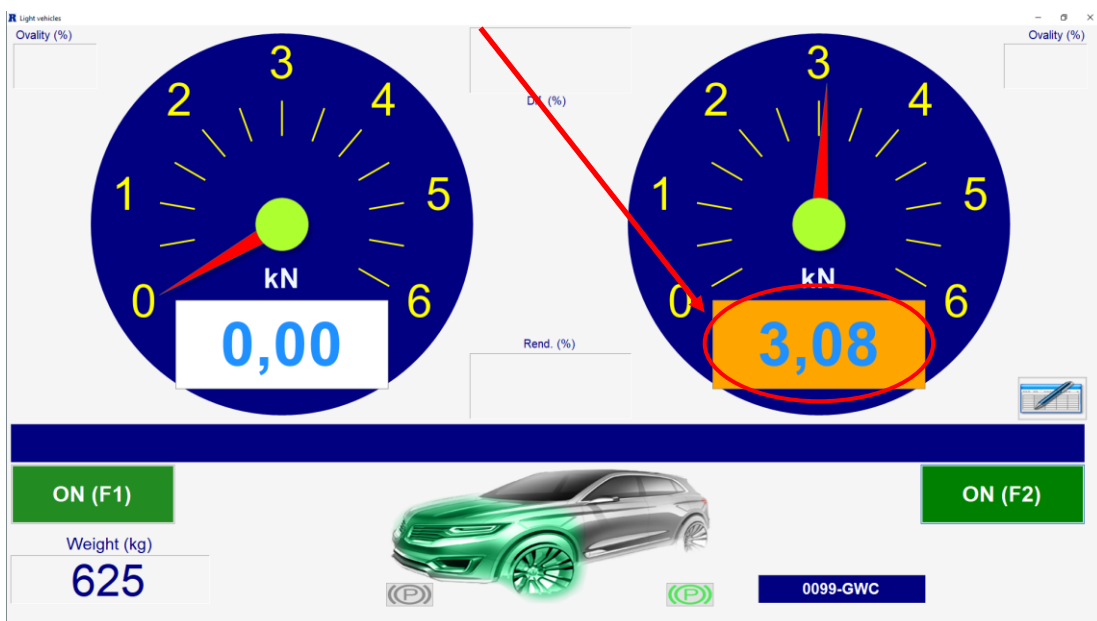 R Light vehicles
Ovality (%)
Ovality (%)
Dif. (%)
0
1
2
3
4
5
6
kN
0,00
0
1
2
3
4
5
6
kN
3,08
Rend. (%)
ON (F1)
ON (F2)
Weight (kg)
625
(P)
(P)
0099-GWC